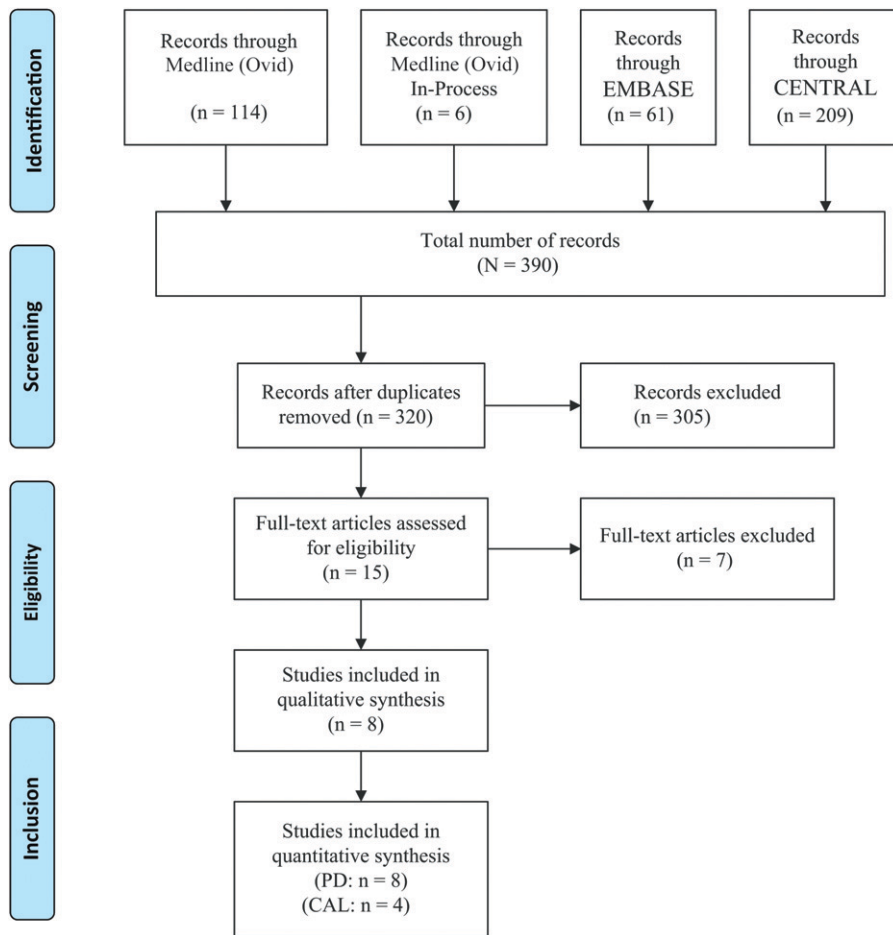 Identification
Records through
Medline (Ovid)
(n = 114)
Records through
Medline (Ovid)
In-Process
(n = 6)
Records
through
EMBASE
(n = 61)
Records
through
CENTRAL
(n = 209)
Total number of records
(N = 390)
Screening
Records after duplicates
removed (n = 320)
Records excluded
(n = 305)
Eligibility
Full-text articles assessed
for eligibility
(n = 15)
Full-text articles excluded
(n = 7)
Studies included in
qualitative synthesis
(n = 8)
Inclusion
Studies included in
quantitative synthesis
(PD: n = 8)
(CAL: n = 4)